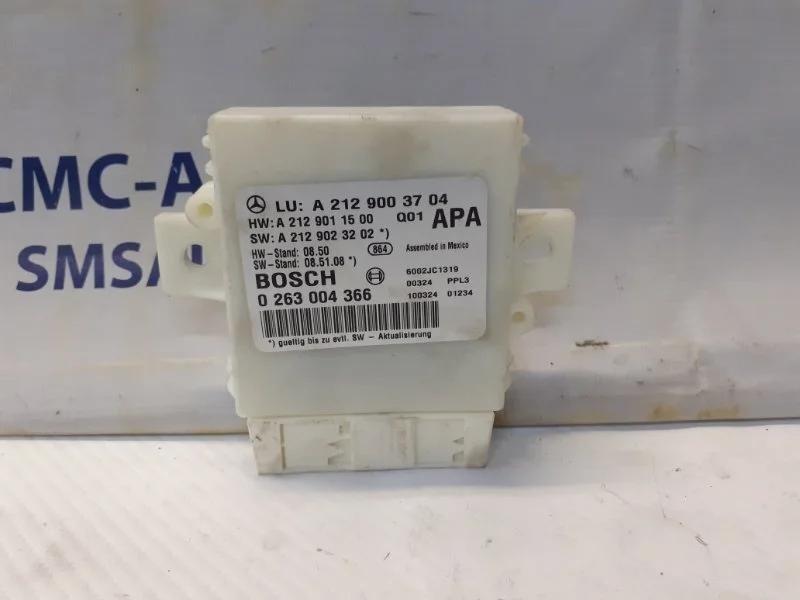 CMC-A
SMSA
LU: A 212 900 37 04
HW: A 212 901 15 00 Q01 APA
SW: A 212 902 32 02 *)
HW-Stand: 08.50 864 Assembled in Mexico
SW-Stand: 08.51.08 *)
BOSCH 6002JC1319
0 263 004 366 00324 PPL3
100324 01234
*) gueltig bis zu evtl. SW - Aktualisierung